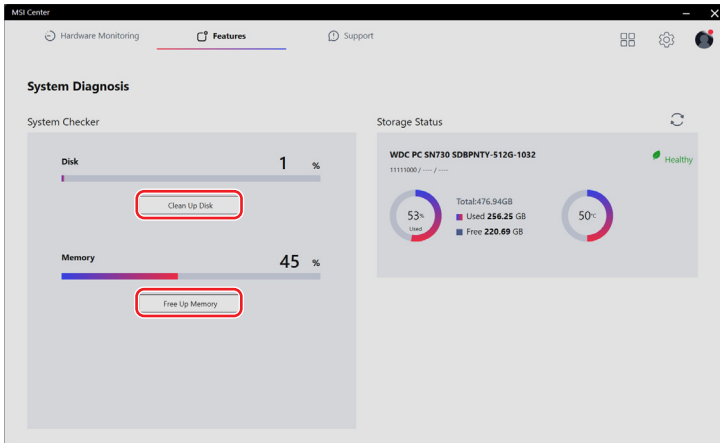 MSI Center
Hardware Monitoring
Features
Support
System Diagnosis
System Checker
Disk
1 %
Clean Up Disk
Memory
45 %
Free Up Memory
Storage Status
WDC PC SN730 SDBPNTY-512G-1032
11111000 / ---- / ----
Healthy
53%
Used
Total:476.94GB
Used 256.25 GB
Free 220.69 GB
50°C